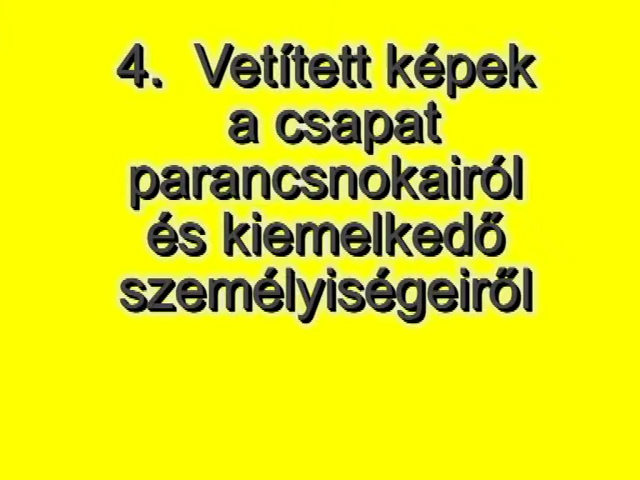 4. Vetített képek
a csapat
parancsnokairól
és kiemelkedő
személyiségeiről